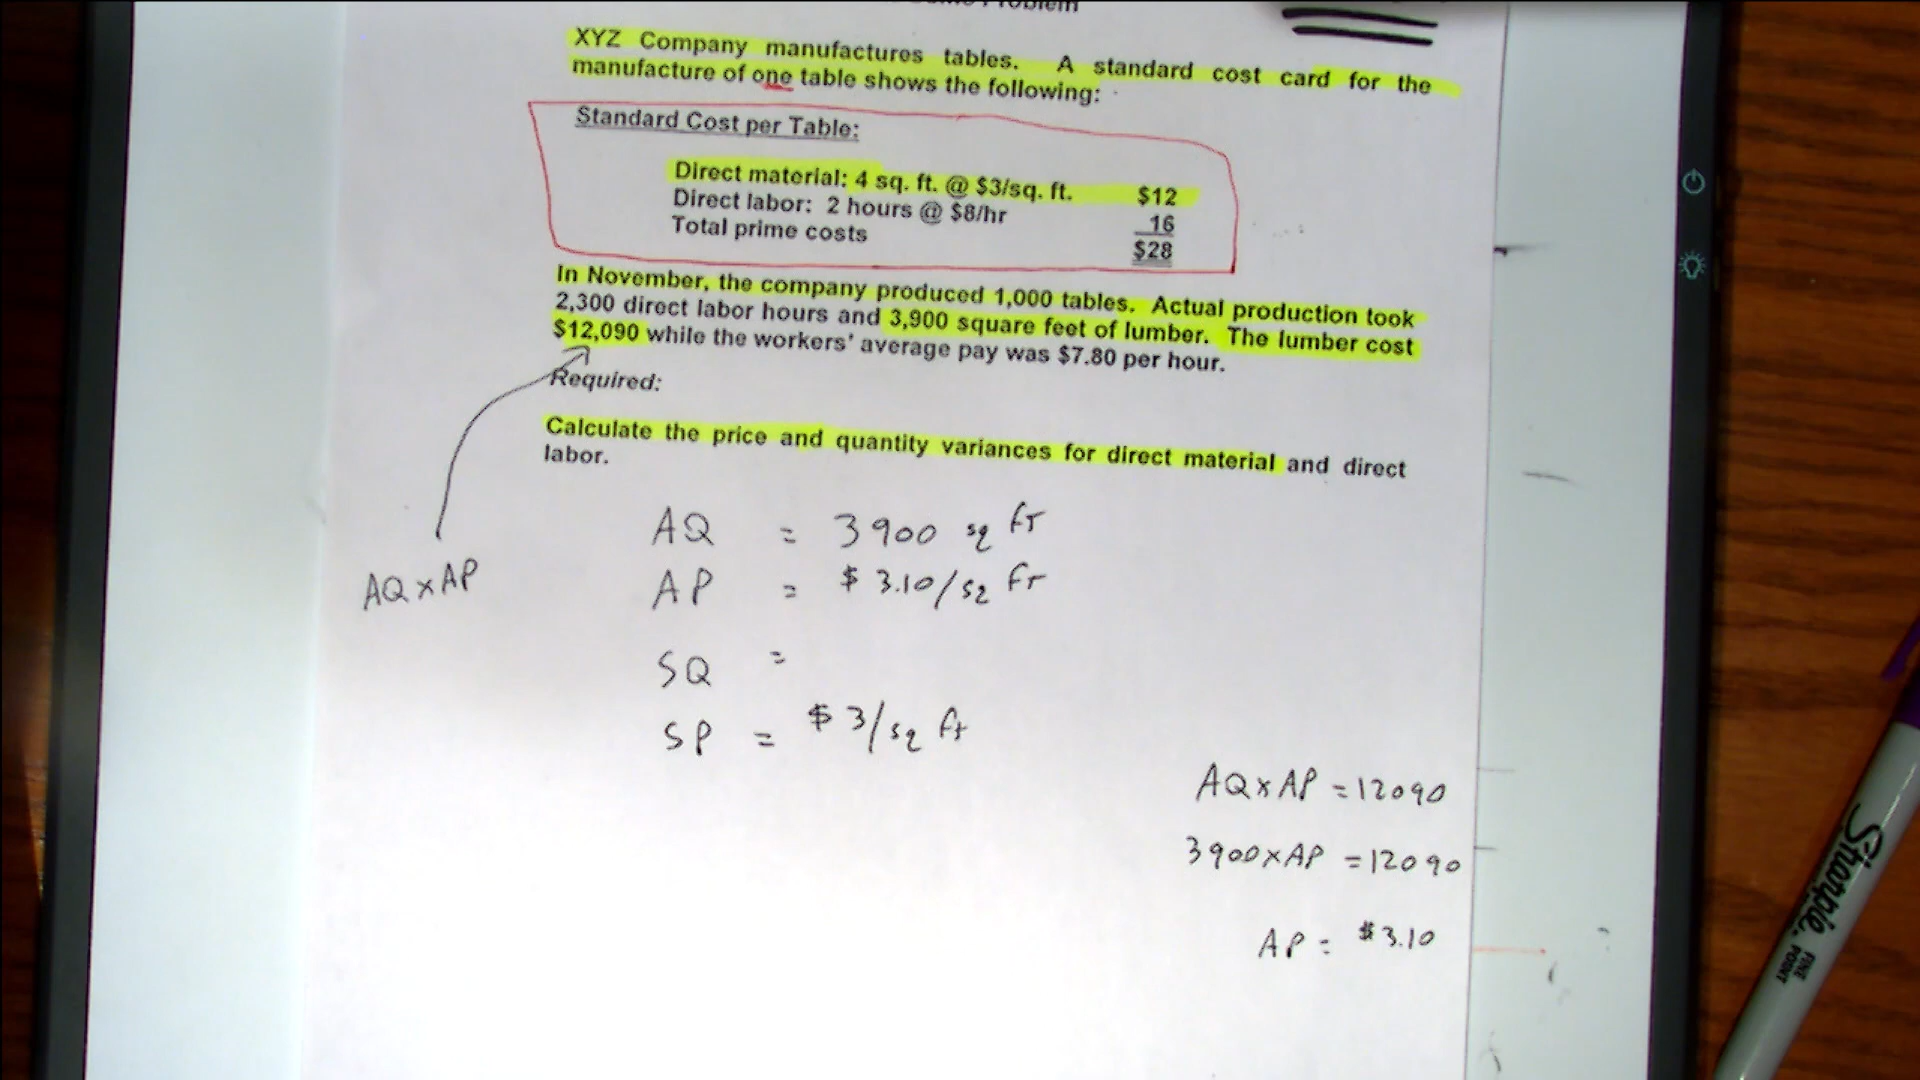 Problem
XYZ Company manufactures tables. A standard cost card for the
manufacture of one table shows the following:
Standard Cost per Table:
Direct material: 4 sq. ft. @ $3/sq. ft. $12
Direct labor: 2 hours @ $8/hr 16
Total prime costs $28
In November, the company produced 1,000 tables. Actual production took
2,300 direct labor hours and 3,900 square feet of lumber. The lumber cost
$12,090 while the workers' average pay was $7.80 per hour.
Required:
Calculate the price and quantity variances for direct material and direct
labor.
AQ = 3900 sq ft
AQ x AP
AP = $ 3.10/sq ft
SQ =
SP = $ 3/sq ft
AQ x AP = 12090
3900 x AP = 12090
AP = $3.10
Sharpie
FINE
POINT